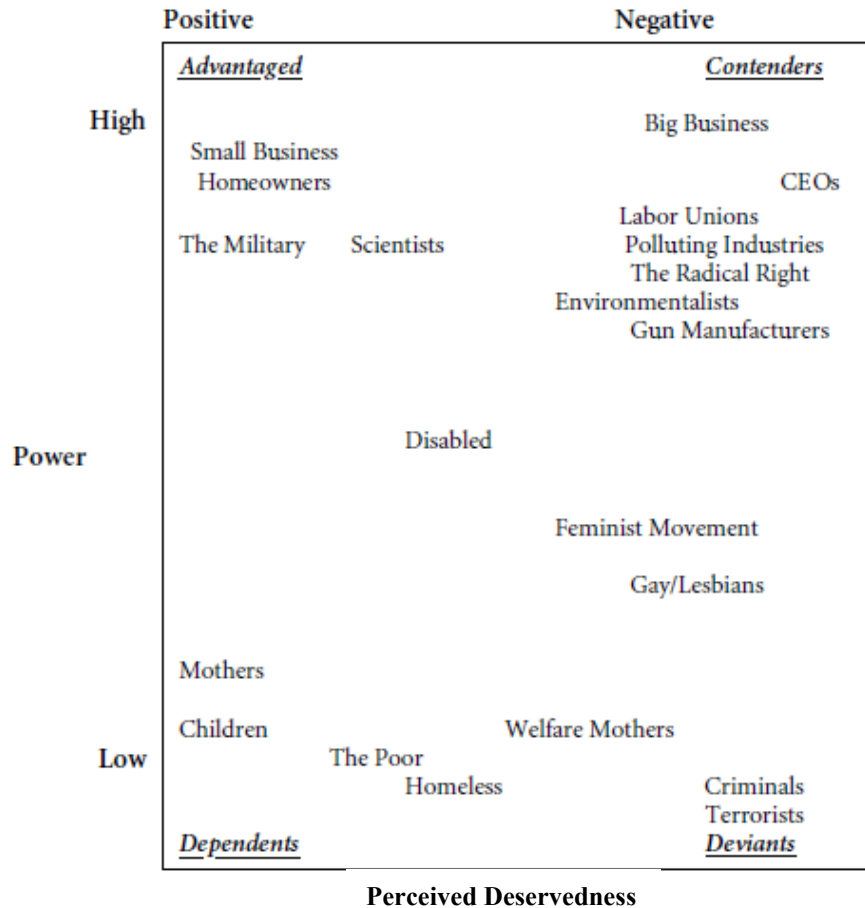 Positive Negative
Advantaged Contenders
High Big Business
Small Business
Homeowners CEOs
Labor Unions
The Military Scientists Polluting Industries
The Radical Right
Environmentalists
Gun Manufacturers
Disabled
Power
Feminist Movement
Gay/Lesbians
Mothers
Children Welfare Mothers
Low The Poor
Homeless Criminals
Terrorists
Dependents Deviants
Perceived Deservedness